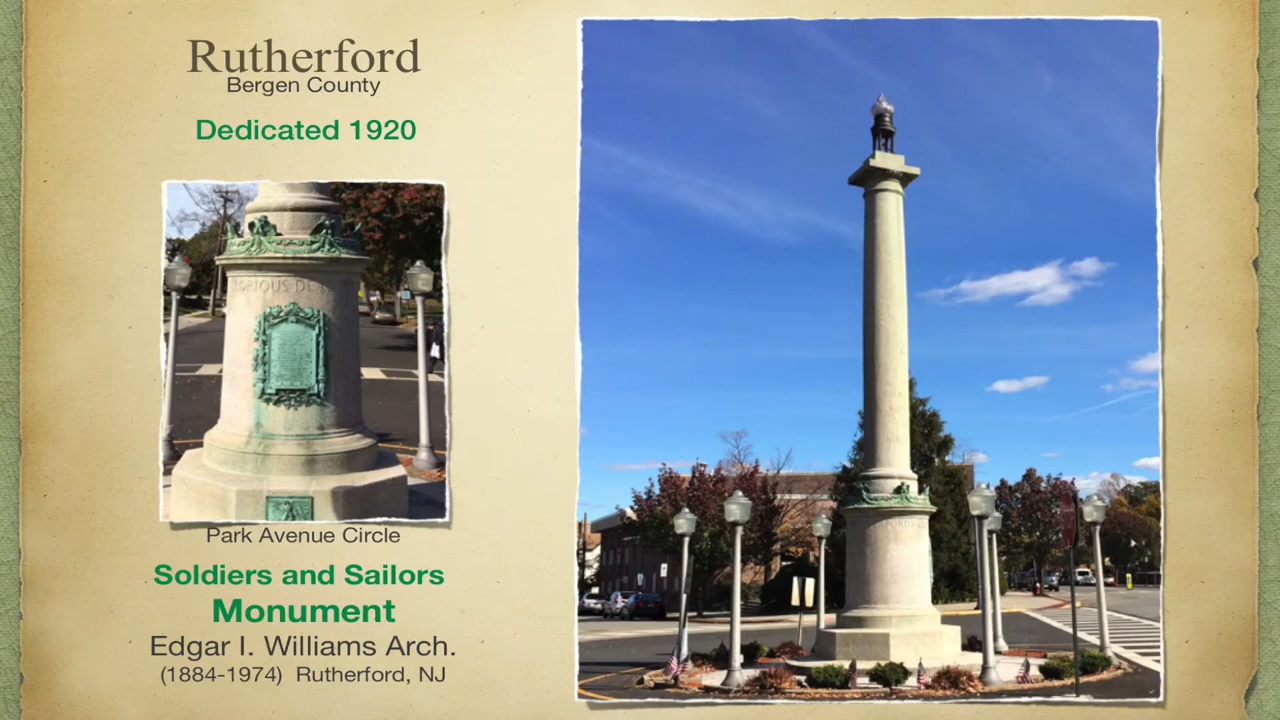 Rutherford
Bergen County
Dedicated 1920
Park Avenue Circle
Soldiers and Sailors
Monument
Edgar I. Williams Arch.
(1884-1974) Rutherford, NJ